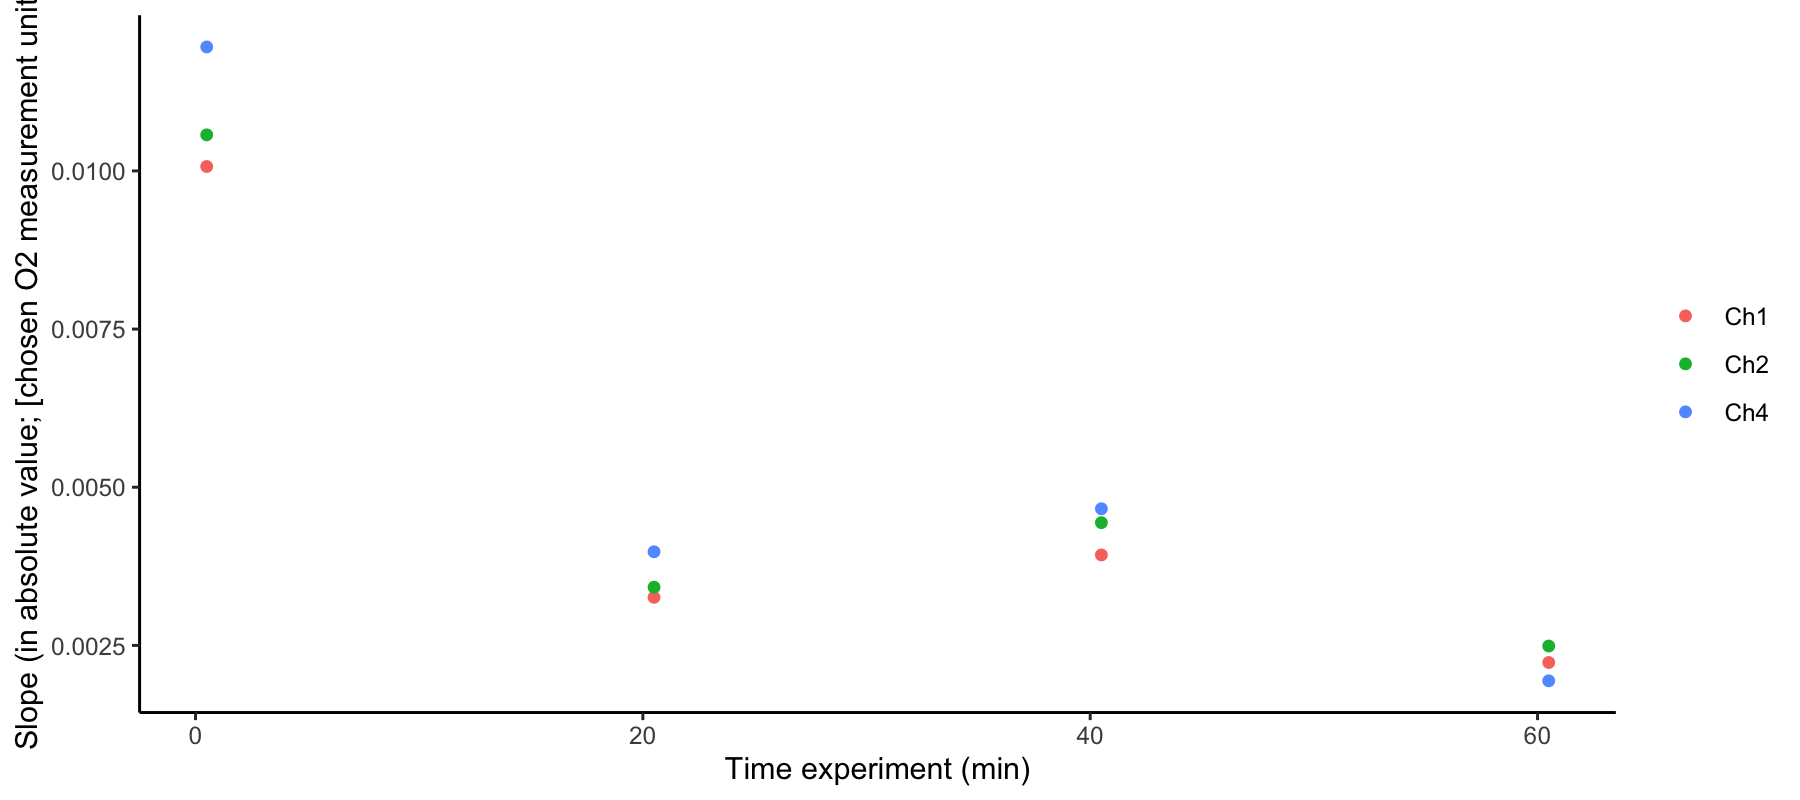 Slope (in absolute value; [chosen O2 measurement unit
0.0100
0.0075
0.0050
0.0025
0
20
40
60
Time experiment (min)
Ch1
Ch2
Ch4